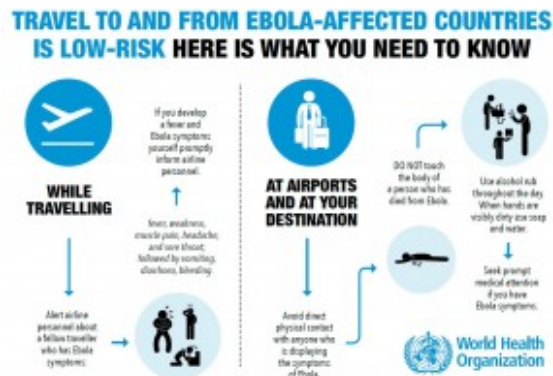 TRAVEL TO AND FROM EBOLA-AFFECTED COUNTRIES
IS LOW-RISK HERE IS WHAT YOU NEED TO KNOW
WHILE
TRAVELLING
Alert airline
personnel about
a fellow traveller
who has Ebola
symptoms.
fever, weakness,
muscle pain, headache,
and sore throat;
followed by vomiting,
diarrhoea, bleeding
If you develop
a fever and
Ebola symptoms
yourself promptly
inform airline
personnel.
AT AIRPORTS
AND AT YOUR
DESTINATION
Avoid direct
physical contact
with anyone who
is displaying
the symptoms
of Ebola
DO NOT touch
the body of
a person who has
died from Ebola.
Use alcohol rub
throughout the day.
When hands are
visibly dirty use soap
and water.
Seek prompt
medical attention
if you have
Ebola symptoms.
World Health
Organization